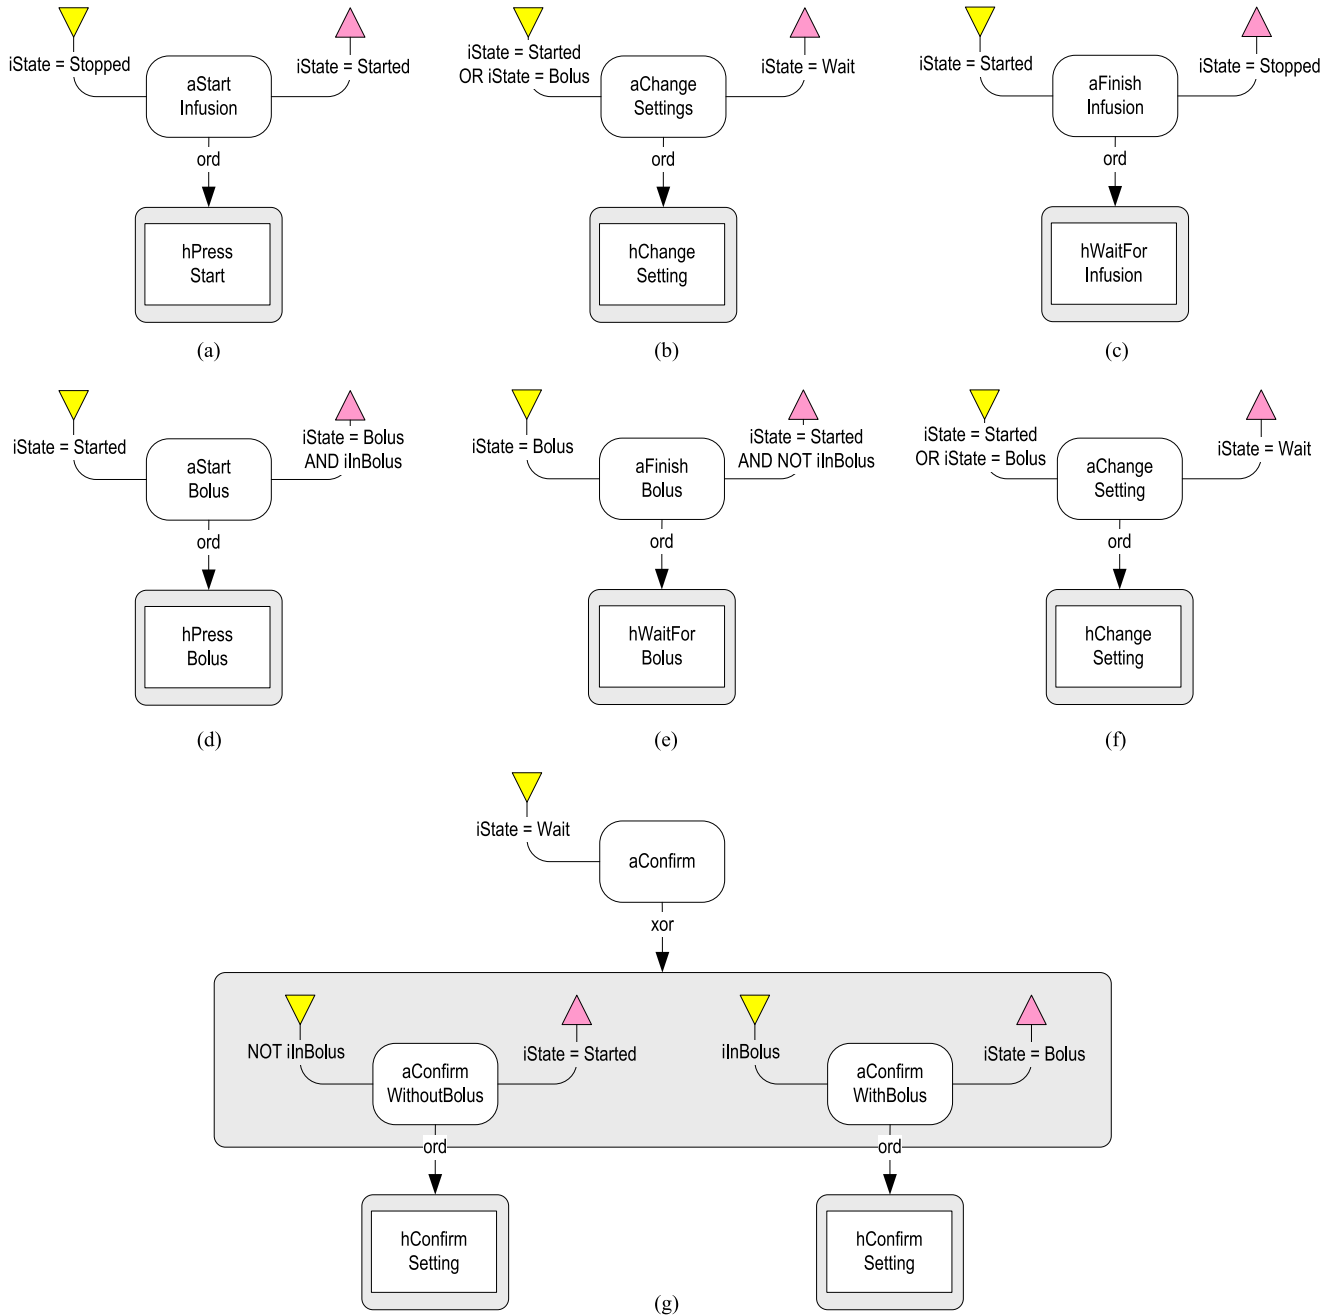 iState = Stopped
aStart
Infusion
iState = Started
ord
hPress
Start
(a)
iState = Started
OR iState = Bolus
aChange
Settings
iState = Wait
ord
hChange
Setting
(b)
iState = Started
aFinish
Infusion
iState = Stopped
ord
hWaitFor
Infusion
(c)
iState = Started
aStart
Bolus
iState = Bolus
AND iInBolus
ord
hPress
Bolus
(d)
iState = Bolus
aFinish
Bolus
iState = Started
AND NOT iInBolus
ord
hWaitFor
Bolus
(e)
iState = Started
OR iState = Bolus
aChange
Setting
iState = Wait
ord
hChange
Setting
(f)
iState = Wait
aConfirm
xor
NOT iInBolus
aConfirm
WithoutBolus
iState = Started
ord
hConfirm
Setting
iInBolus
aConfirm
WithBolus
iState = Bolus
ord
hConfirm
Setting
(g)